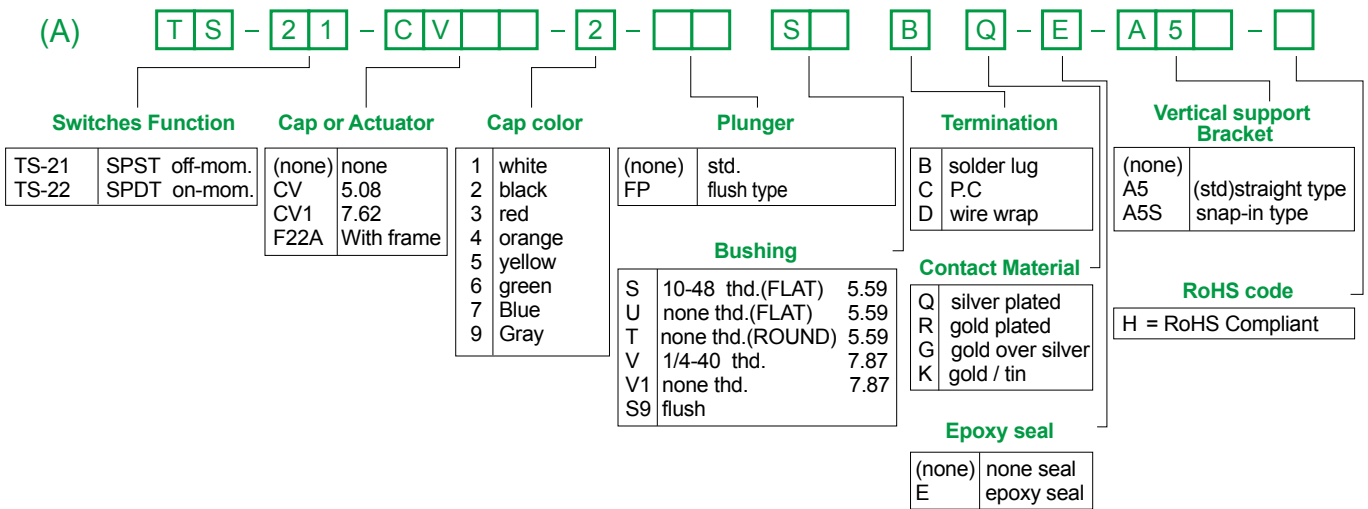 (A) T S – 2 1 – C V – 2 – S B Q – E – A 5 –
Switches Function
TS-21 SPST off-mom.
TS-22 SPDT on-mom.
Cap or Actuator
(none) none
CV 5.08
CV1 7.62
F22A With frame
Cap color
1 white
2 black
3 red
4 orange
5 yellow
6 green
7 Blue
9 Gray
Plunger
(none) std.
FP flush type
Bushing
S 10-48 thd.(FLAT) 5.59
U none thd.(FLAT) 5.59
T none thd.(ROUND) 5.59
V 1/4-40 thd. 7.87
V1 none thd. 7.87
S9 flush
Termination
B solder lug
C P.C
D wire wrap
Contact Material
Q silver plated
R gold plated
G gold over silver
K gold / tin
Epoxy seal
(none) none seal
E epoxy seal
Vertical support
Bracket
(none)
A5 (std)straight type
A5S snap-in type
RoHS code
H = RoHS Compliant